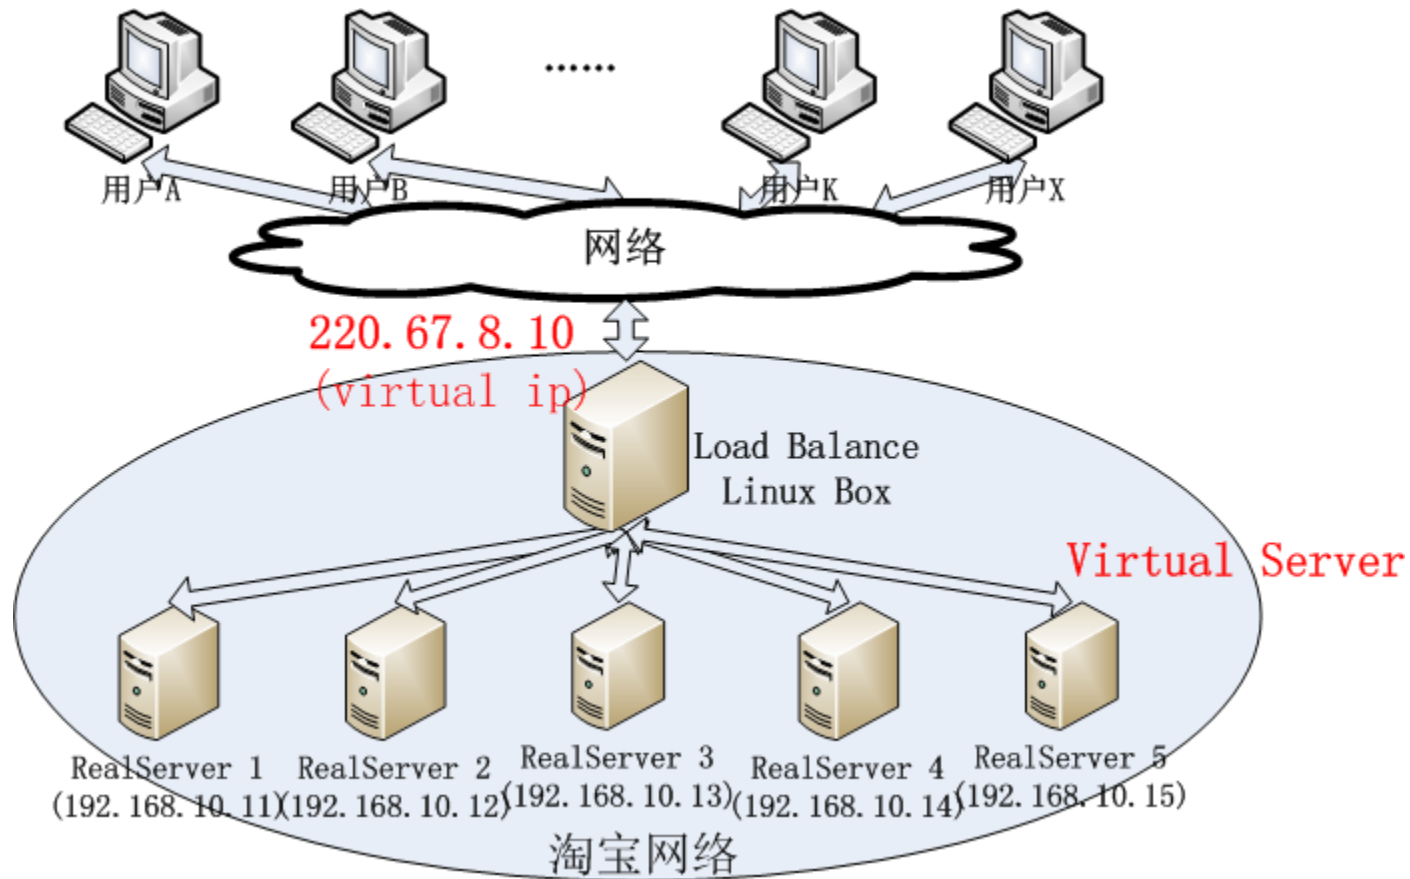 ……
用户A
用户B
用户K
用户X
网络
220.67.8.10
(virtual ip)
Load Balance
Linux Box
Virtual Server
RealServer 1
(192.168.10.11)
RealServer 2
(192.168.10.12)
RealServer 3
(192.168.10.13)
RealServer 4
(192.168.10.14)
RealServer 5
(192.168.10.15)
淘宝网络